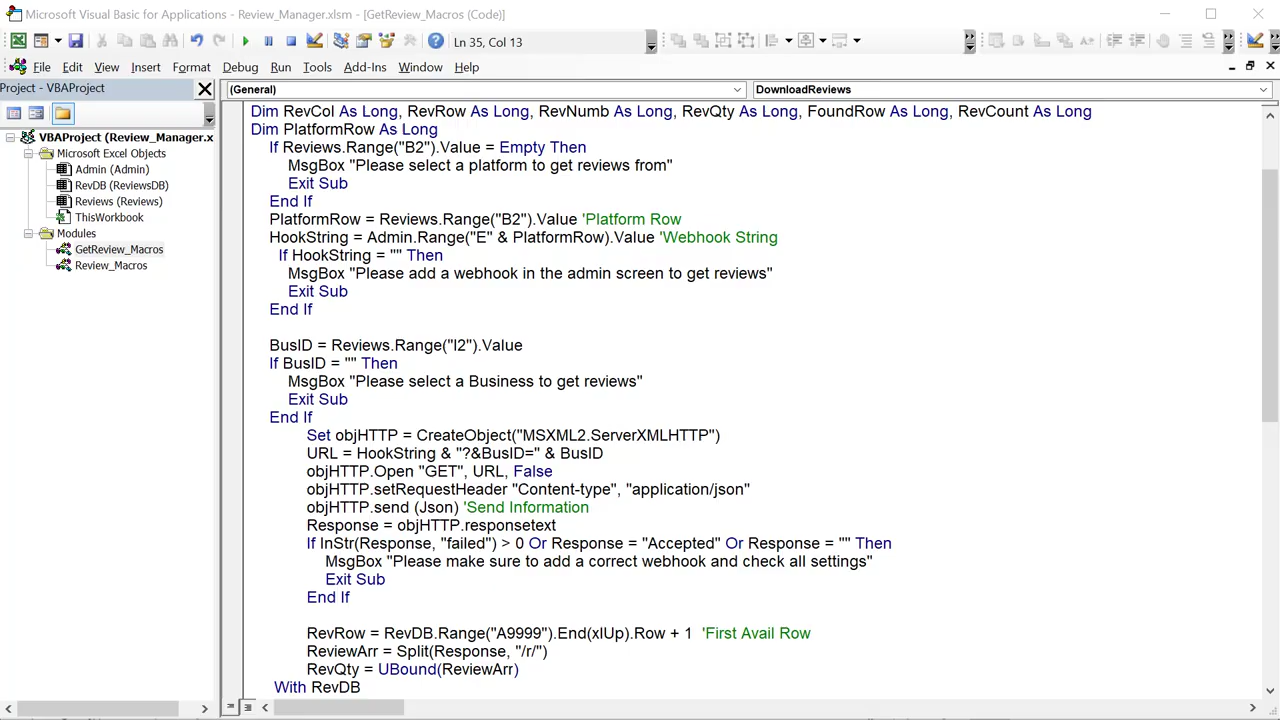 Microsoft Visual Basic for Applications - Review_Manager.xlsm - [GetReview_Macros (Code)]
Ln 35, Col 13
File Edit View Insert Format Debug Run Tools Add-Ins Window Help
Project - VBAProject
(General)
DownloadReviews
VBAProject (Review_Manager.x
Microsoft Excel Objects
Admin (Admin)
RevDB (ReviewsDB)
Reviews (Reviews)
ThisWorkbook
Modules
GetReview_Macros
Review_Macros
Dim RevCol As Long, RevRow As Long, RevNumb As Long, RevQty As Long, FoundRow As Long, RevCount As Long
Dim PlatformRow As Long
If Reviews.Range("B2").Value = Empty Then
MsgBox "Please select a platform to get reviews from"
Exit Sub
End If
PlatformRow = Reviews.Range("B2").Value 'Platform Row
HookString = Admin.Range("E" & PlatformRow).Value 'Webhook String
If HookString = "" Then
MsgBox "Please add a webhook in the admin screen to get reviews"
Exit Sub
End If
BusID = Reviews.Range("I2").Value
If BusID = "" Then
MsgBox "Please select a Business to get reviews"
Exit Sub
End If
Set objHTTP = CreateObject("MSXML2.ServerXMLHTTP")
URL = HookString & "?&BusID=" & BusID
objHTTP.Open "GET", URL, False
objHTTP.setRequestHeader "Content-type", "application/json"
objHTTP.send (Json) 'Send Information
Response = objHTTP.responsetext
If InStr(Response, "failed") > 0 Or Response = "Accepted" Or Response = "" Then
MsgBox "Please make sure to add a correct webhook and check all settings"
Exit Sub
End If
RevRow = RevDB.Range("A9999").End(xlUp).Row + 1 'First Avail Row
ReviewArr = Split(Response, "/r/")
RevQty = UBound(ReviewArr)
With RevDB